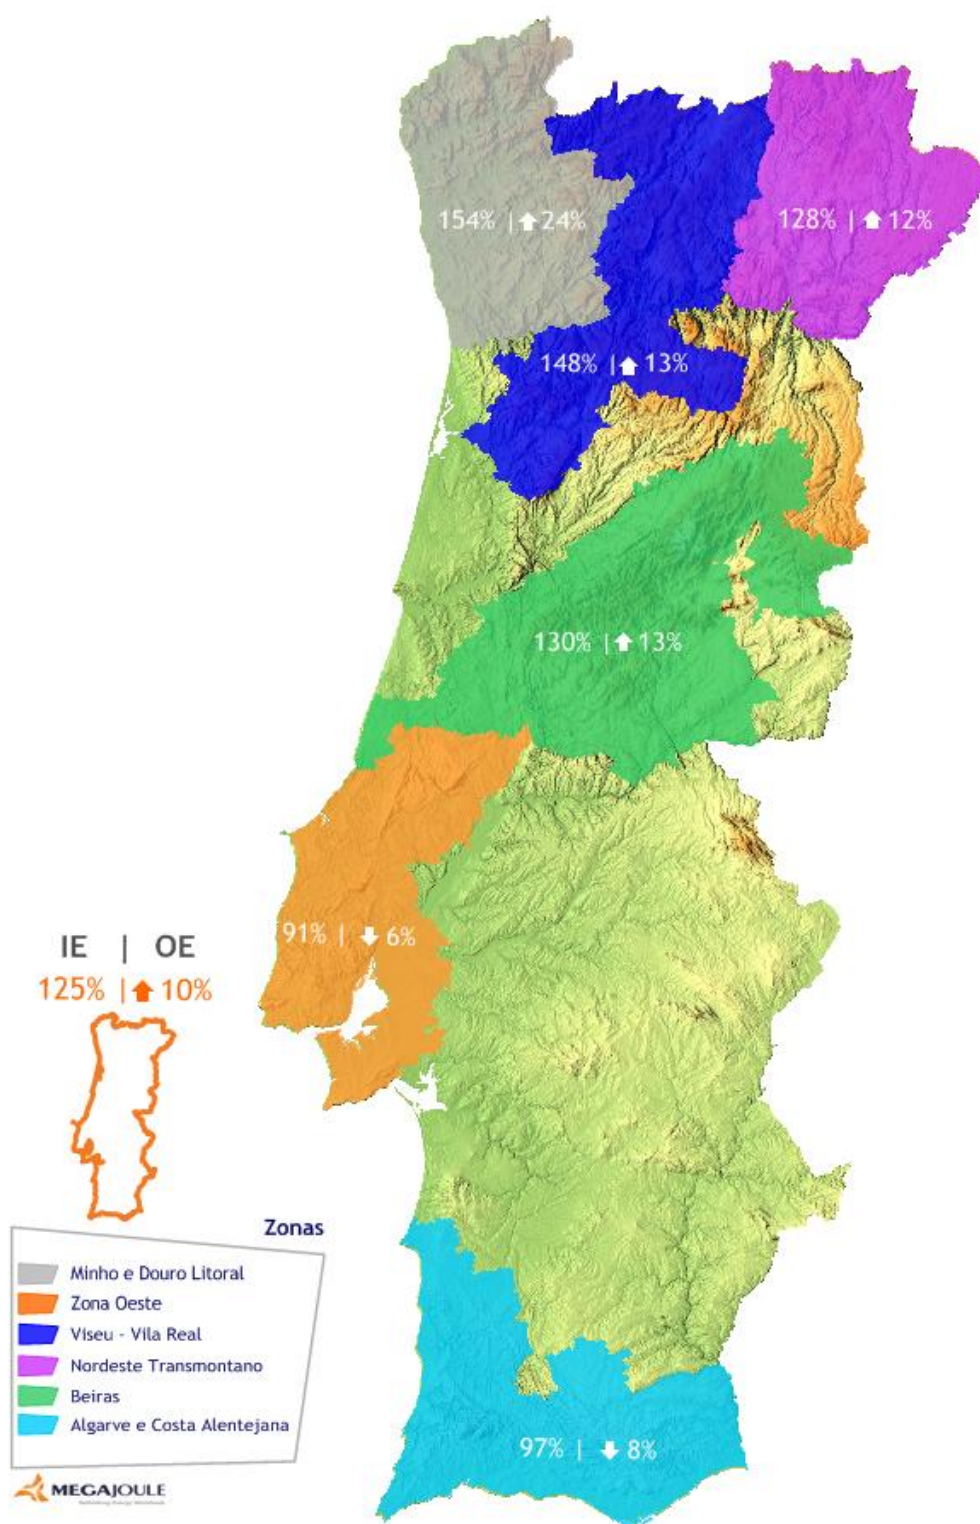 154% | ⬆ 24%
128% | ⬆ 12%
148% | ⬆ 13%
130% | ⬆ 13%
91% | ⬇ 6%
IE | OE
125% | ⬆ 10%
Zonas
Minho e Douro Litoral
Zona Oeste
Viseu - Vila Real
Nordeste Transmontano
Beiras
Algarve e Costa Alentejana
97% | ⬇ 8%
MEGAJOULE